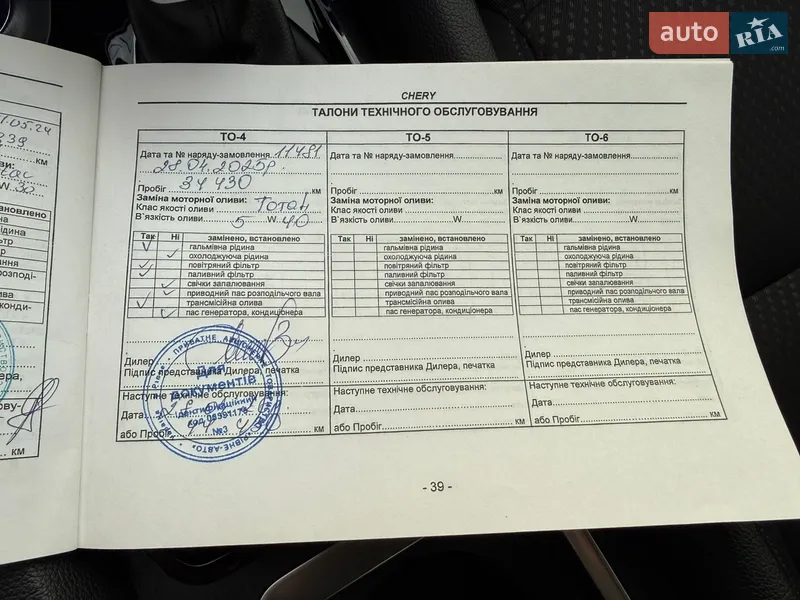 auto RIA .com
CHERY
ТАЛОНИ ТЕХНІЧНОГО ОБСЛУГОВУВАННЯ
ТО-4
Дата та № наряду-замовлення 11481
28.04.2025р.
Пробіг 34 430 км
Заміна моторної оливи:
Клас якості оливи Тотал
В`язкість оливи 5 W 40
Так Ні замінено, встановлено
гальмівна рідина
охолоджуюча рідина
повітряний фільтр
паливний фільтр
свічки запалювання
приводний пас розподільчого вала
трансмісійна олива
пас генератора, кондиціонера
Дилер
Підпис представника Дилера, печатка
Наступне технічне обслуговування:
Дата
або Пробіг км
ПРИВАТНЕ
ДЛЯ
ДОКУМЕНТІВ
Ідентифікаційний
№3
РІВНЕ-АВТО
ТО-5
Дата та № наряду-замовлення
Пробіг км
Заміна моторної оливи:
Клас якості оливи
В`язкість оливи W
Так Ні замінено, встановлено
гальмівна рідина
охолоджуюча рідина
повітряний фільтр
паливний фільтр
свічки запалювання
приводний пас розподільчого вала
трансмісійна олива
пас генератора, кондиціонера
Дилер
Підпис представника Дилера, печатка
Наступне технічне обслуговування:
Дата
або Пробіг км
ТО-6
Дата та № наряду-замовлення
Пробіг км
Заміна моторної оливи:
Клас якості оливи
В`язкість оливи W
Так Ні замінено, встановлено
гальмівна рідина
охолоджуюча рідина
повітряний фільтр
паливний фільтр
свічки запалювання
приводний пас розподільчого вала
трансмісійна олива
пас генератора, кондиціонера
Дилер
Підпис представника Дилера, печатка
Наступне технічне обслуговування:
Дата
або Пробіг км
- 39 -